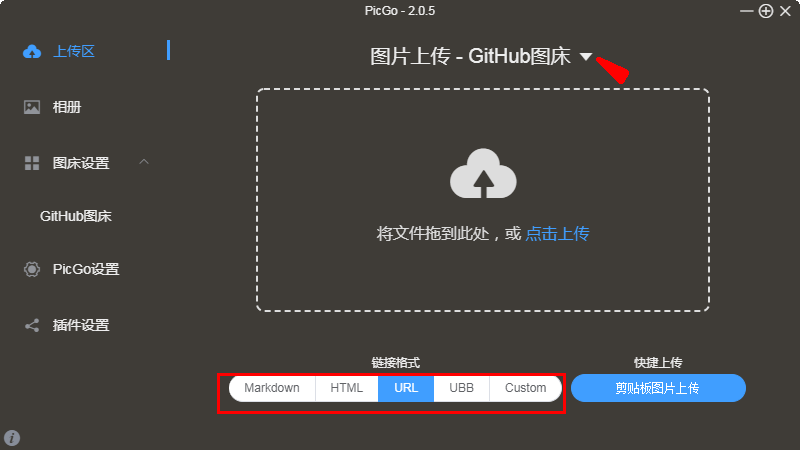 PicGo - 2.0.5
上传区
相册
图床设置
GitHub图床
PicGo设置
插件设置
图片上传 - GitHub图床
将文件拖到此处，或 点击上传
链接格式
Markdown HTML URL UBB Custom
快捷上传
剪贴板图片上传